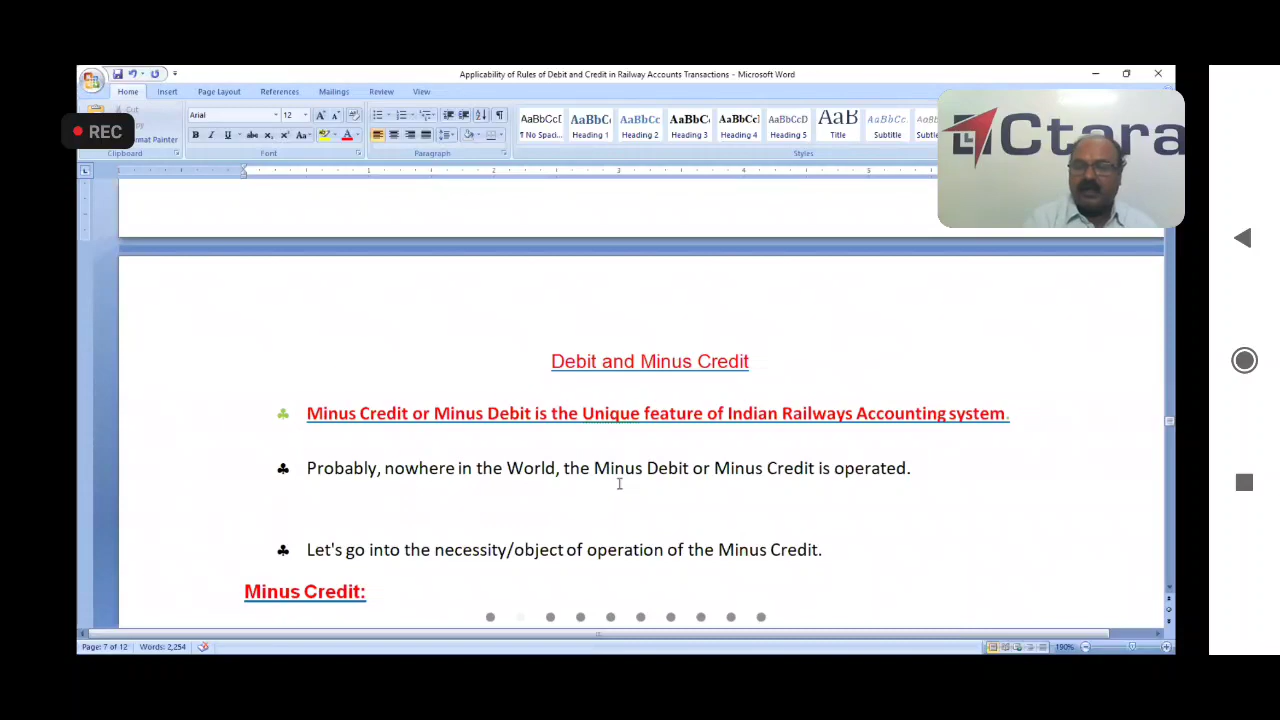 Applicability of Rules of Debit and Credit in Railway Accounts Transactions - Microsoft Word
Home Insert Page Layout References Mailings Review View
Cut
Format Painter
REC
Arial 12
AaBbCcI AaBbCc AaBbCc AaBbCc AaBbCc AaBbCcD AaB AaBbCc.
¶ No Spaci... Heading 1 Heading 2 Heading 3 Heading 4 Heading 5 Title Subtitle
Clipboard Font Paragraph Styles
Ctara
Debit and Minus Credit
Minus Credit or Minus Debit is the Unique feature of Indian Railways Accounting system.
Probably, nowhere in the World, the Minus Debit or Minus Credit is operated.
Let's go into the necessity/object of operation of the Minus Credit.
Minus Credit:
Page: 7 of 12 Words: 2,254 190%